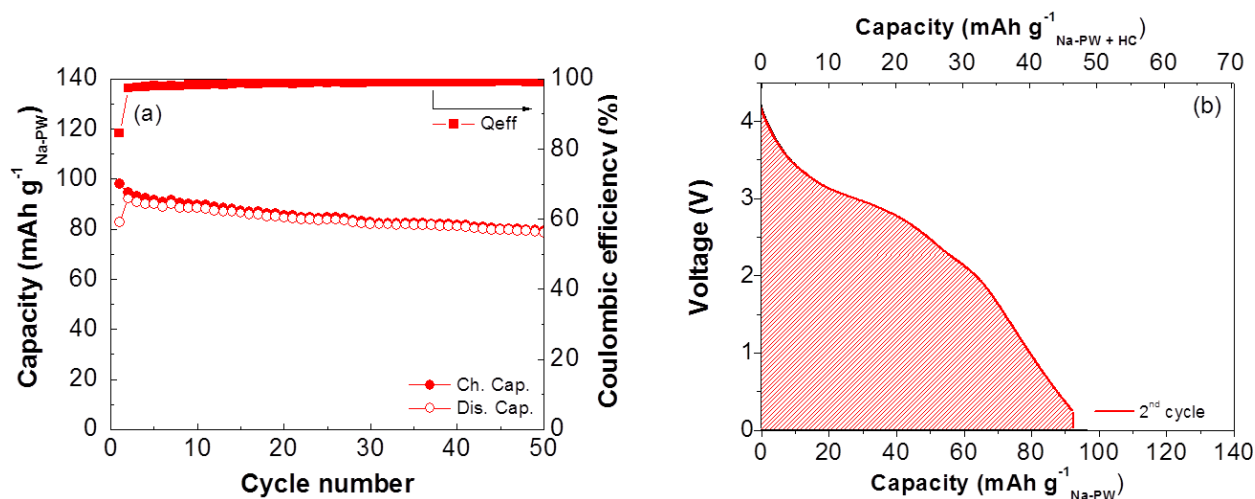 140
120
100
80
60
40
20
0
Capacity (mAh g⁻¹ Na-PW)
(a)
Qeff
Ch. Cap.
Dis. Cap.
100
80
60
40
20
0
Coulombic efficiency (%)
0 10 20 30 40 50
Cycle number
Capacity (mAh g⁻¹ Na-PW + HC)
0 10 20 30 40 50 60 70
(b)
4
3
2
1
0
Voltage (V)
2nd cycle
0 20 40 60 80 100 120 140
Capacity (mAh g⁻¹ Na-PW)